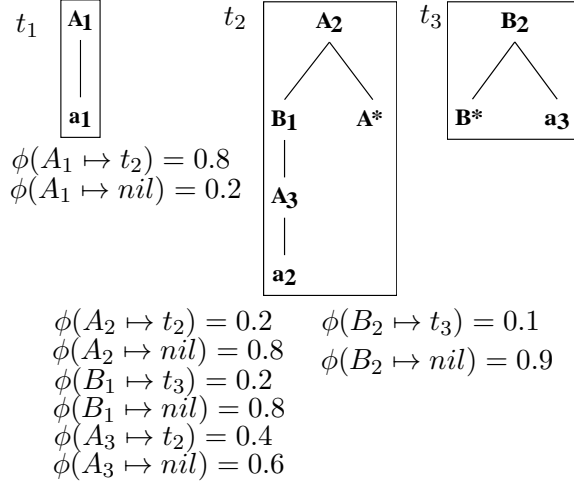 t₁
A₁
a₁
ϕ(A₁ ↦ t₂) = 0.8
ϕ(A₁ ↦ nil) = 0.2
t₂
A₂
B₁ A*
A₃
a₂
t₃
B₂
B* a₃
ϕ(A₂ ↦ t₂) = 0.2
ϕ(A₂ ↦ nil) = 0.8
ϕ(B₁ ↦ t₃) = 0.2
ϕ(B₁ ↦ nil) = 0.8
ϕ(A₃ ↦ t₂) = 0.4
ϕ(A₃ ↦ nil) = 0.6
ϕ(B₂ ↦ t₃) = 0.1
ϕ(B₂ ↦ nil) = 0.9